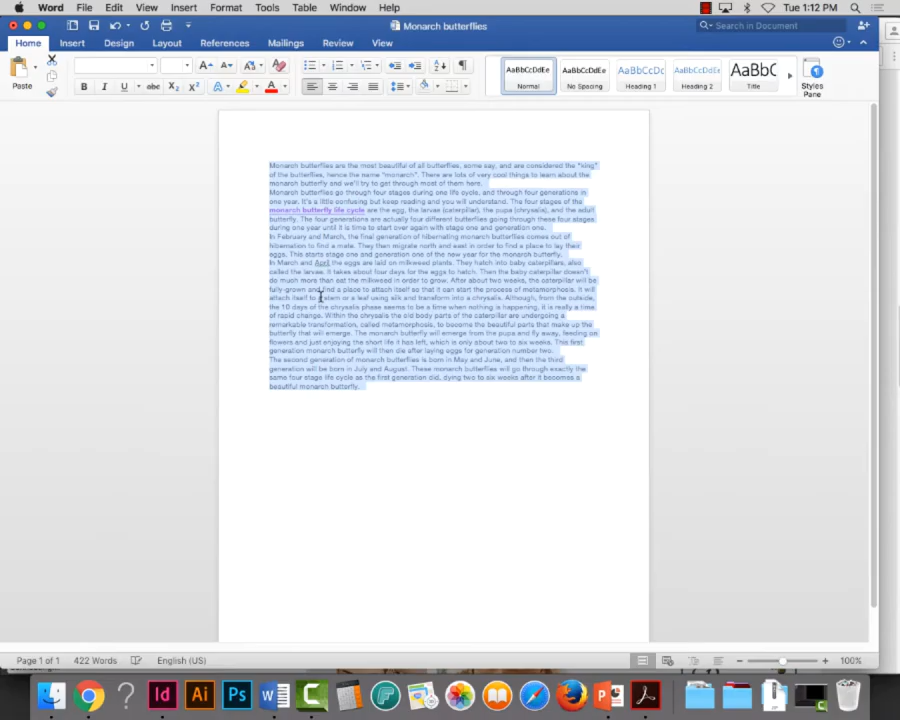 Word File Edit View Insert Format Tools Table Window Help Tue 1:12 PM
Monarch butterflies Search in Document
Home Insert Design Layout References Mailings Review View
Paste
B I U abc X2 X2 A A
AaBbCcDdEe AaBbCcDdEe AaBbCcDc AaBbCcDdEe AaBbC
Normal No Spacing Heading 1 Heading 2 Title Styles Pane
Monarch butterflies are the most beautiful of all butterflies, some say, and are considered the "king"
of the butterflies, hence the name "monarch". There are lots of very cool things to learn about the
monarch butterfly and we'll try to get through most of them here.
Monarch butterflies go through four stages during one life cycle, and through four generations in
one year. It's a little confusing but keep reading and you will understand. The four stages of the
monarch butterfly life cycle are the egg, the larvae (caterpillar), the pupa (chrysalis), and the adult
butterfly. The four generations are actually four different butterflies going through these four stages
during one year until it is time to start over again with stage one and generation one.
In February and March, the final generation of hibernating monarch butterflies comes out of
hibernation to find a mate. They then migrate north and east in order to find a place to lay their
eggs. This starts stage one and generation one of the new year for the monarch butterfly.
In March and April the eggs are laid on milkweed plants. They hatch into baby caterpillars, also
called the larvae. It takes about four days for the eggs to hatch. Then the baby caterpillar doesn't
do much more than eat the milkweed in order to grow. After about two weeks, the caterpillar will be
fully-grown and find a place to attach itself so that it can start the process of metamorphosis. It will
attach itself to a stem or a leaf using silk and transform into a chrysalis. Although, from the outside,
the 10 days of the chrysalis phase seems to be a time when nothing is happening, it is really a time
of rapid change. Within the chrysalis the old body parts of the caterpillar are undergoing a
remarkable transformation, called metamorphosis, to become the beautiful parts that make up the
butterfly that will emerge. The monarch butterfly will emerge from the pupa and fly away, feeding on
flowers and just enjoying the short life it has left, which is only about two to six weeks. This first
generation monarch butterfly will then die after laying eggs for generation number two.
The second generation of monarch butterflies is born in May and June, and then the third
generation will be born in July and August. These monarch butterflies will go through exactly the
same four stage life cycle as the first generation did, dying two to six weeks after it becomes a
beautiful monarch butterfly.
Page 1 of 1 422 Words English (US) 100%
Id Ai Ps W C P P